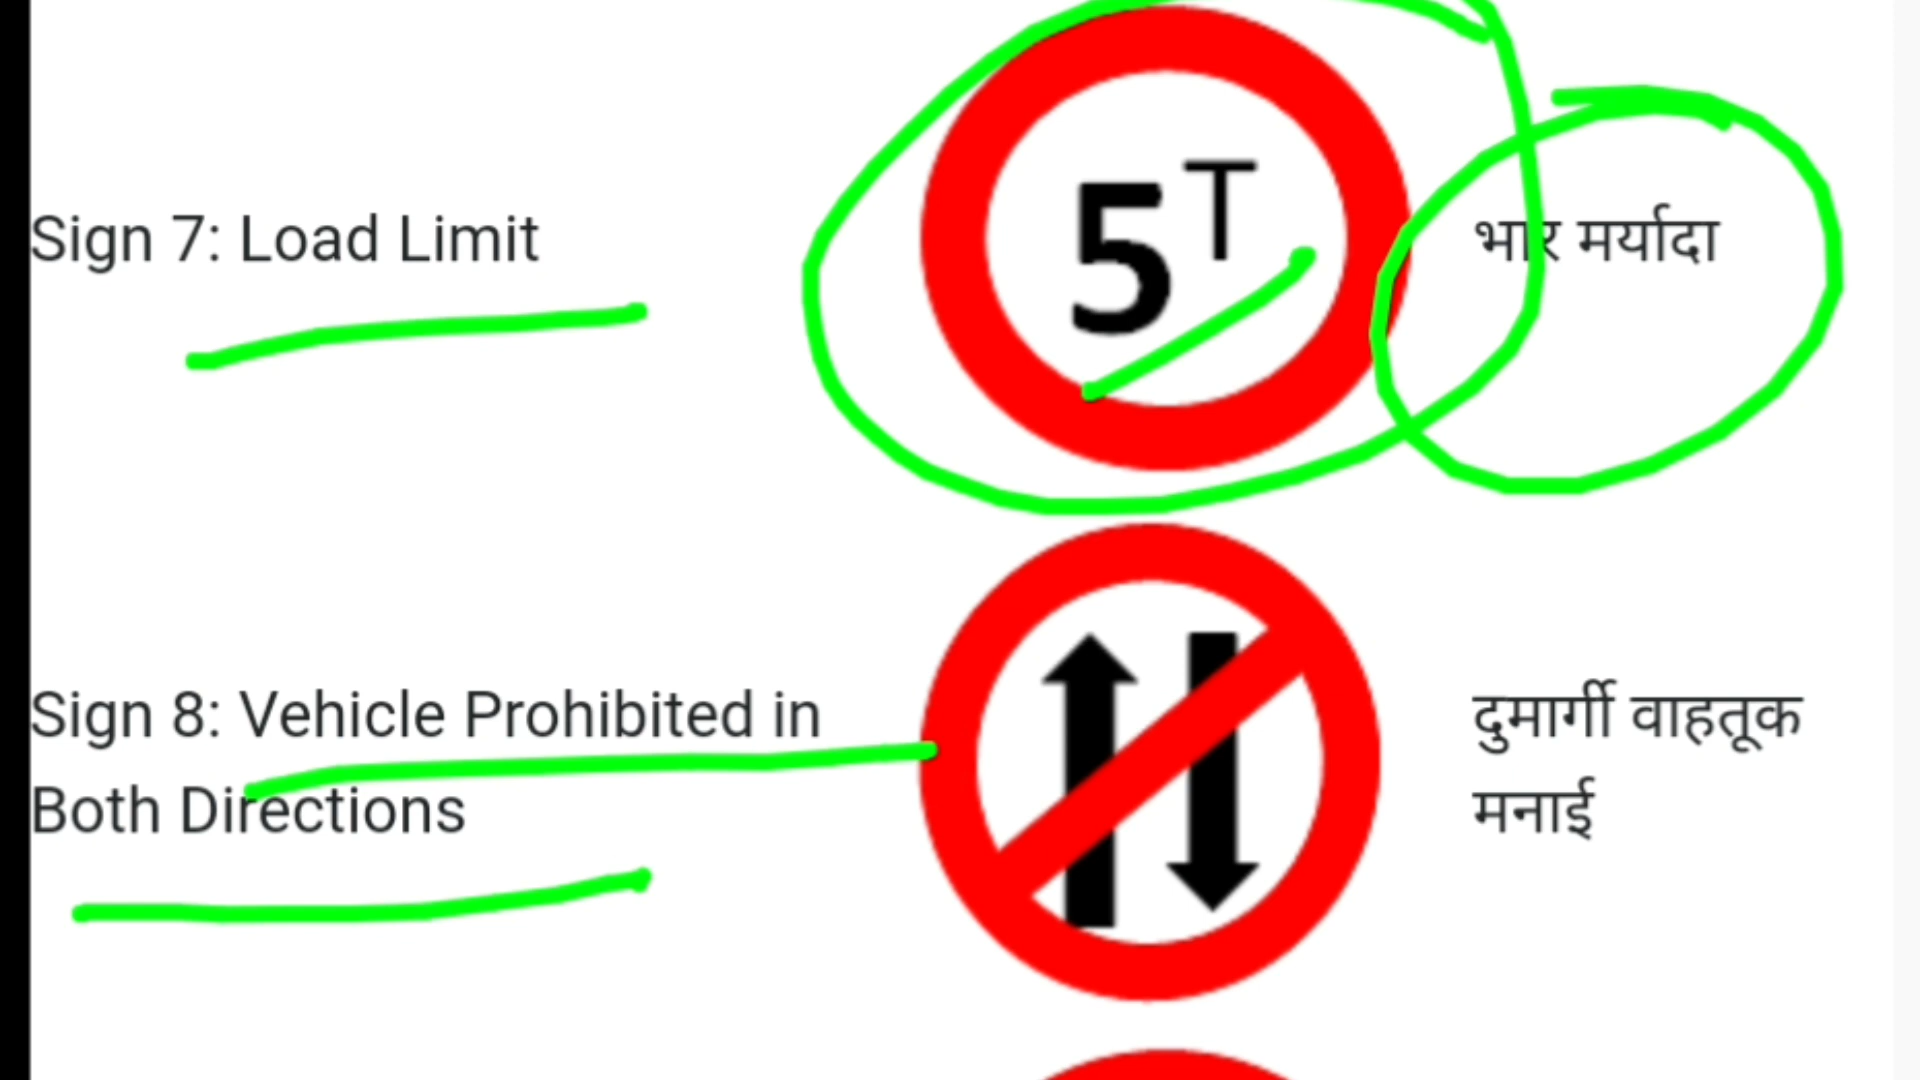 Sign 7: Load Limit
5T
भार मर्यादा
Sign 8: Vehicle Prohibited in
Both Directions
दुमार्गी वाहतूक
मनाई